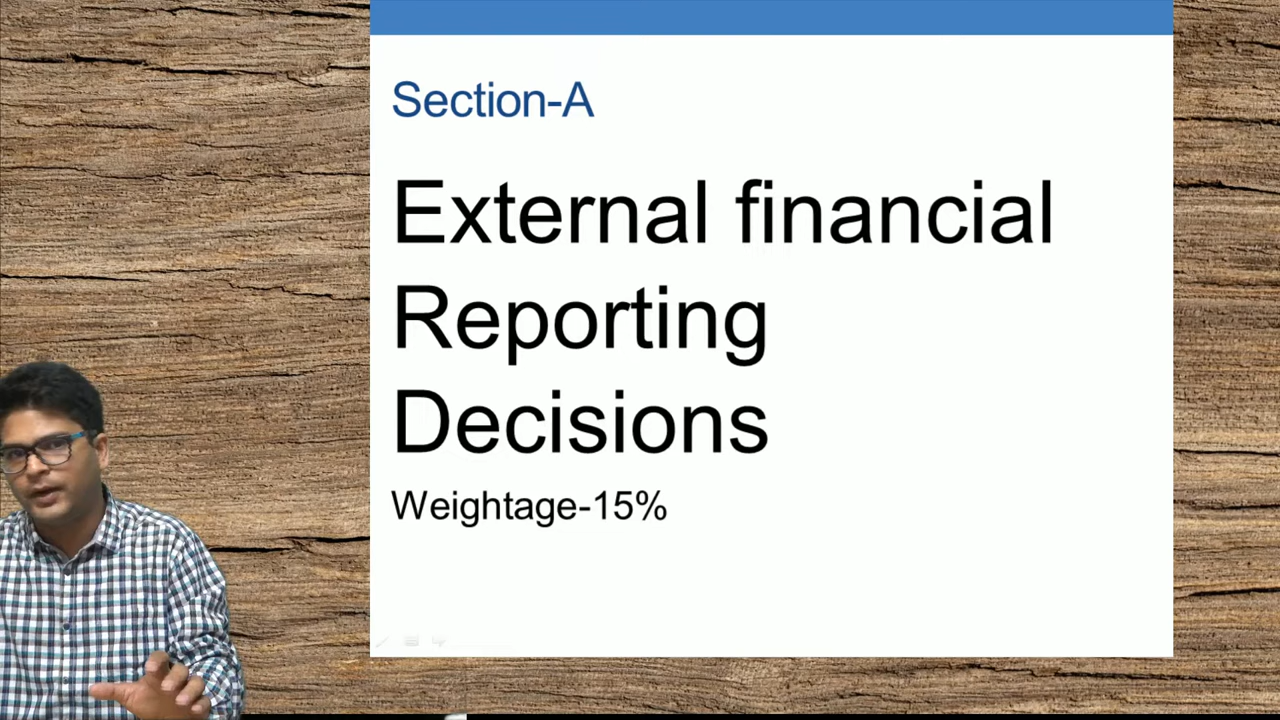 Section-A
External financial
Reporting
Decisions
Weightage-15%